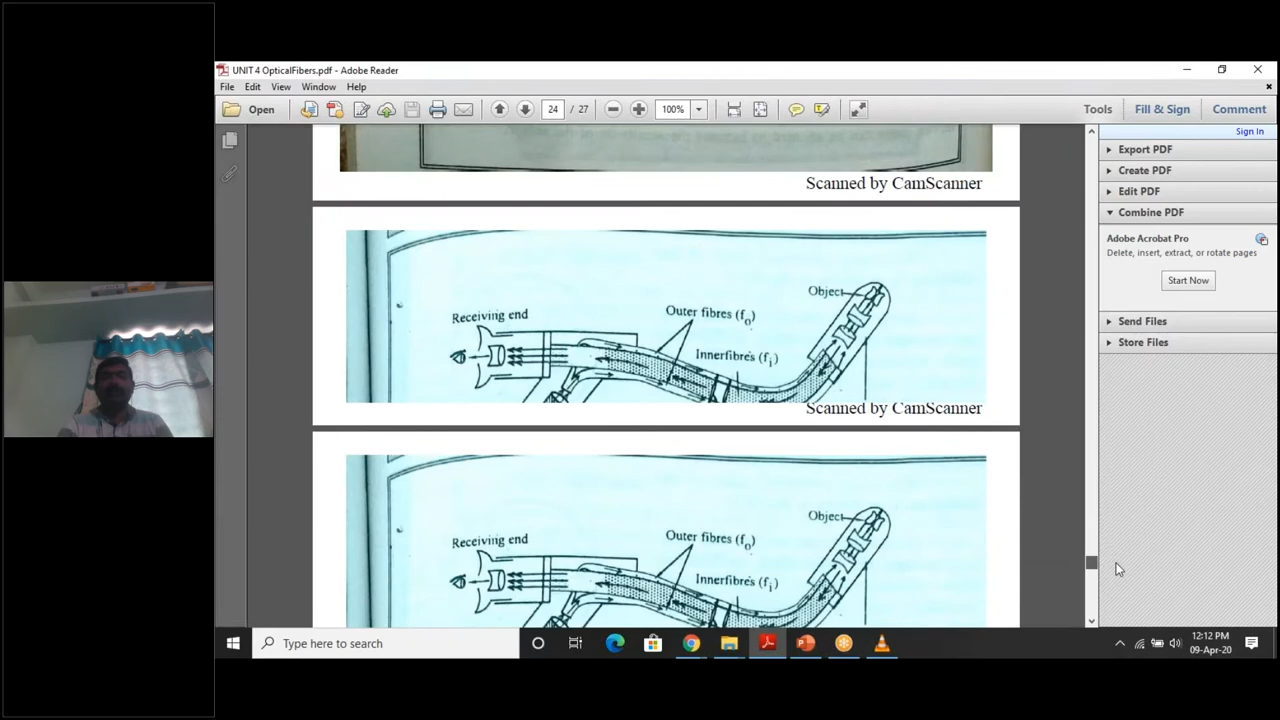 UNIT 4 OpticalFibers.pdf - Adobe Reader
File Edit View Window Help
Open 24 / 27 100% Tools Fill & Sign Comment
Sign In
Export PDF
Create PDF
Edit PDF
Combine PDF
Adobe Acrobat Pro
Delete, insert, extract, or rotate pages
Start Now
Send Files
Store Files
Scanned by CamScanner
Object
Receiving end
Outer fibres (fo)
Innerfibres (fi)
Scanned by CamScanner
Object
Receiving end
Outer fibres (fo)
Innerfibres (fi)
Type here to search
12:12 PM
09-Apr-20